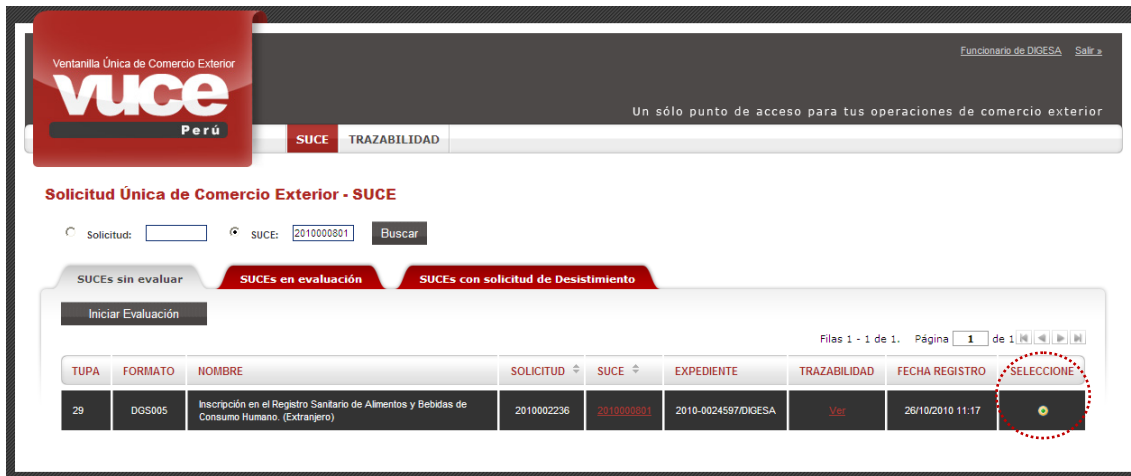 Ventanilla Única de Comercio Exterior
vuce
Perú
Funcionario de DIGESA Salir »
Un sólo punto de acceso para tus operaciones de comercio exterior
SUCE TRAZABILIDAD
Solicitud Única de Comercio Exterior - SUCE
Solicitud: SUCE: 2010000801 Buscar
SUCEs sin evaluar SUCEs en evaluación SUCEs con solicitud de Desistimiento
Iniciar Evaluación
Filas 1 - 1 de 1. Página 1 de 1
TUPA FORMATO NOMBRE SOLICITUD SUCE EXPEDIENTE TRAZABILIDAD FECHA REGISTRO SELECCIONE
29 DGS005 Inscripción en el Registro Sanitario de Alimentos y Bebidas de 2010002236 2010000801 2010-0024597/DIGESA Ver 26/10/2010 11:17
Consumo Humano. (Extranjero)